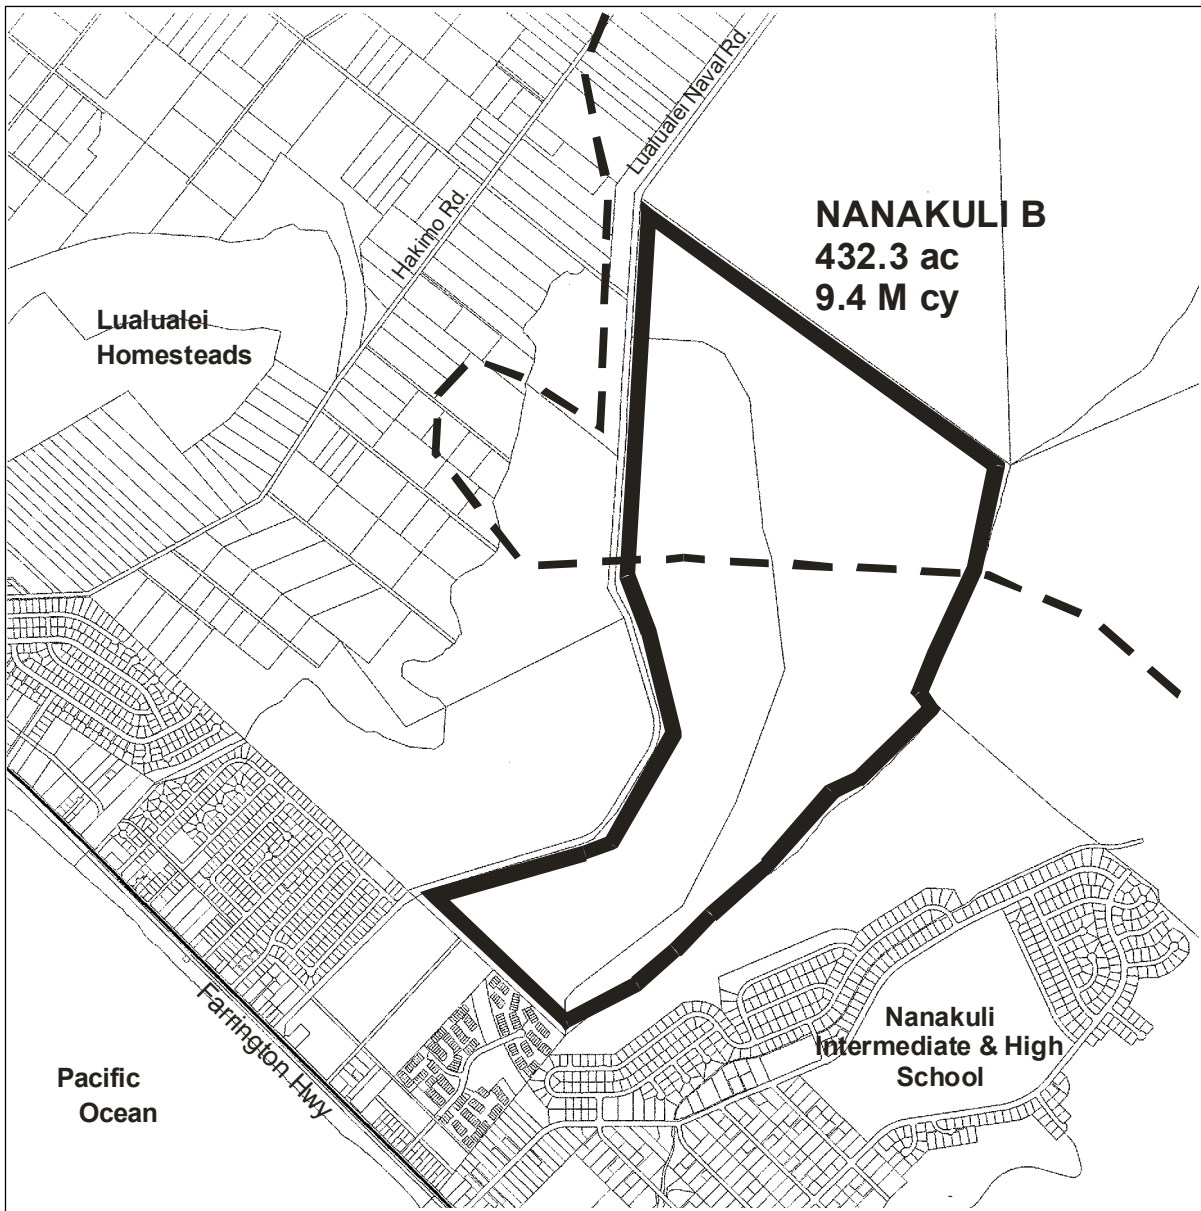 Lualualei Naval Rd.
Hakimo Rd.
NANAKULI B
432.3 ac
9.4 M cy
Lualualei
Homesteads
Farrington Hwy
Pacific
Ocean
Nanakuli
Intermediate & High
School